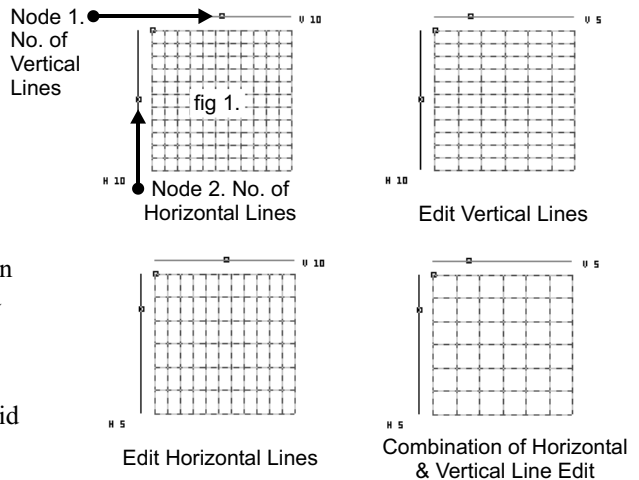 Node 1.
No. of
Vertical
Lines
V 10
fig 1.
H 10
Node 2. No. of
Horizontal Lines
V 5
H 10
Edit Vertical Lines
n
V 10
H 5
Edit Horizontal Lines
id
V 5
H 5
Combination of Horizontal
& Vertical Line Edit